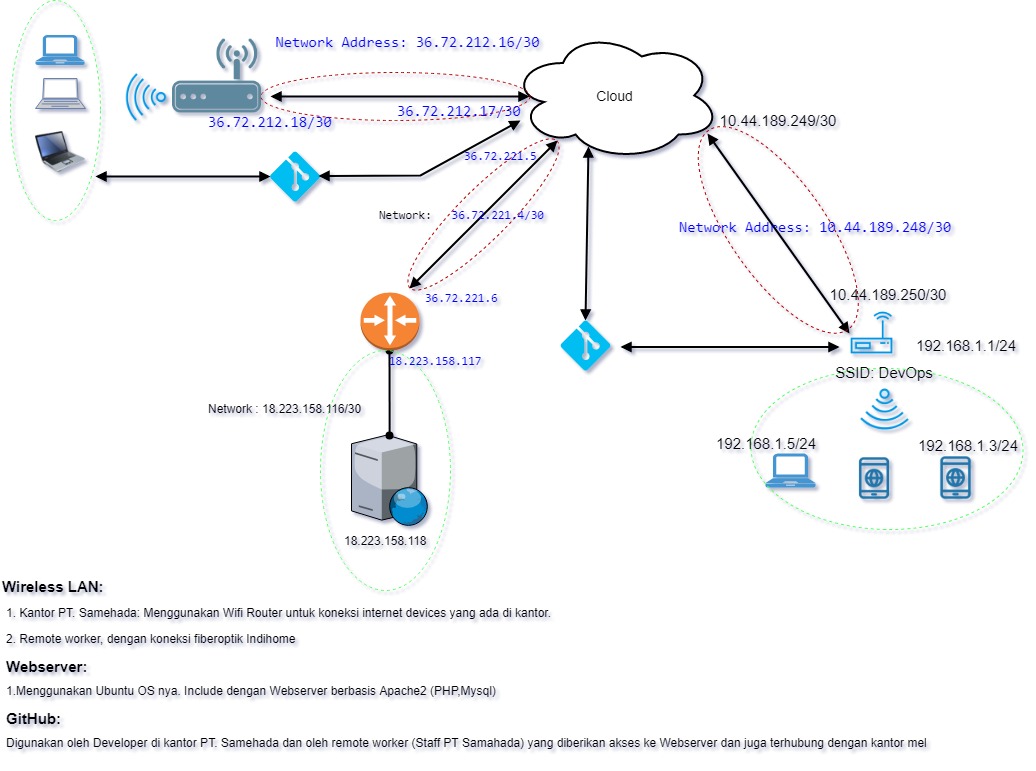 Network Address: 36.72.212.16/30
Cloud
36.72.212.17/30
36.72.212.18/30
10.44.189.249/30
36.72.221.5
Network: 36.72.221.4/30
Network Address: 10.44.189.248/30
36.72.221.6
10.44.189.250/30
192.168.1.1/24
18.223.158.117
SSID: DevOps
Network : 18.223.158.116/30
192.168.1.5/24
192.168.1.3/24
18.223.158.118
Wireless LAN:
1. Kantor PT. Samehada: Menggunakan Wifi Router untuk koneksi internet devices yang ada di kantor.
2. Remote worker, dengan koneksi fiberoptik Indihome
Webserver:
1.Menggunakan Ubuntu OS nya. Include dengan Webserver berbasis Apache2 (PHP,Mysql)
GitHub:
Digunakan oleh Developer di kantor PT. Samehada dan oleh remote worker (Staff PT Samahada) yang diberikan akses ke Webserver dan juga terhubung dengan kantor mel